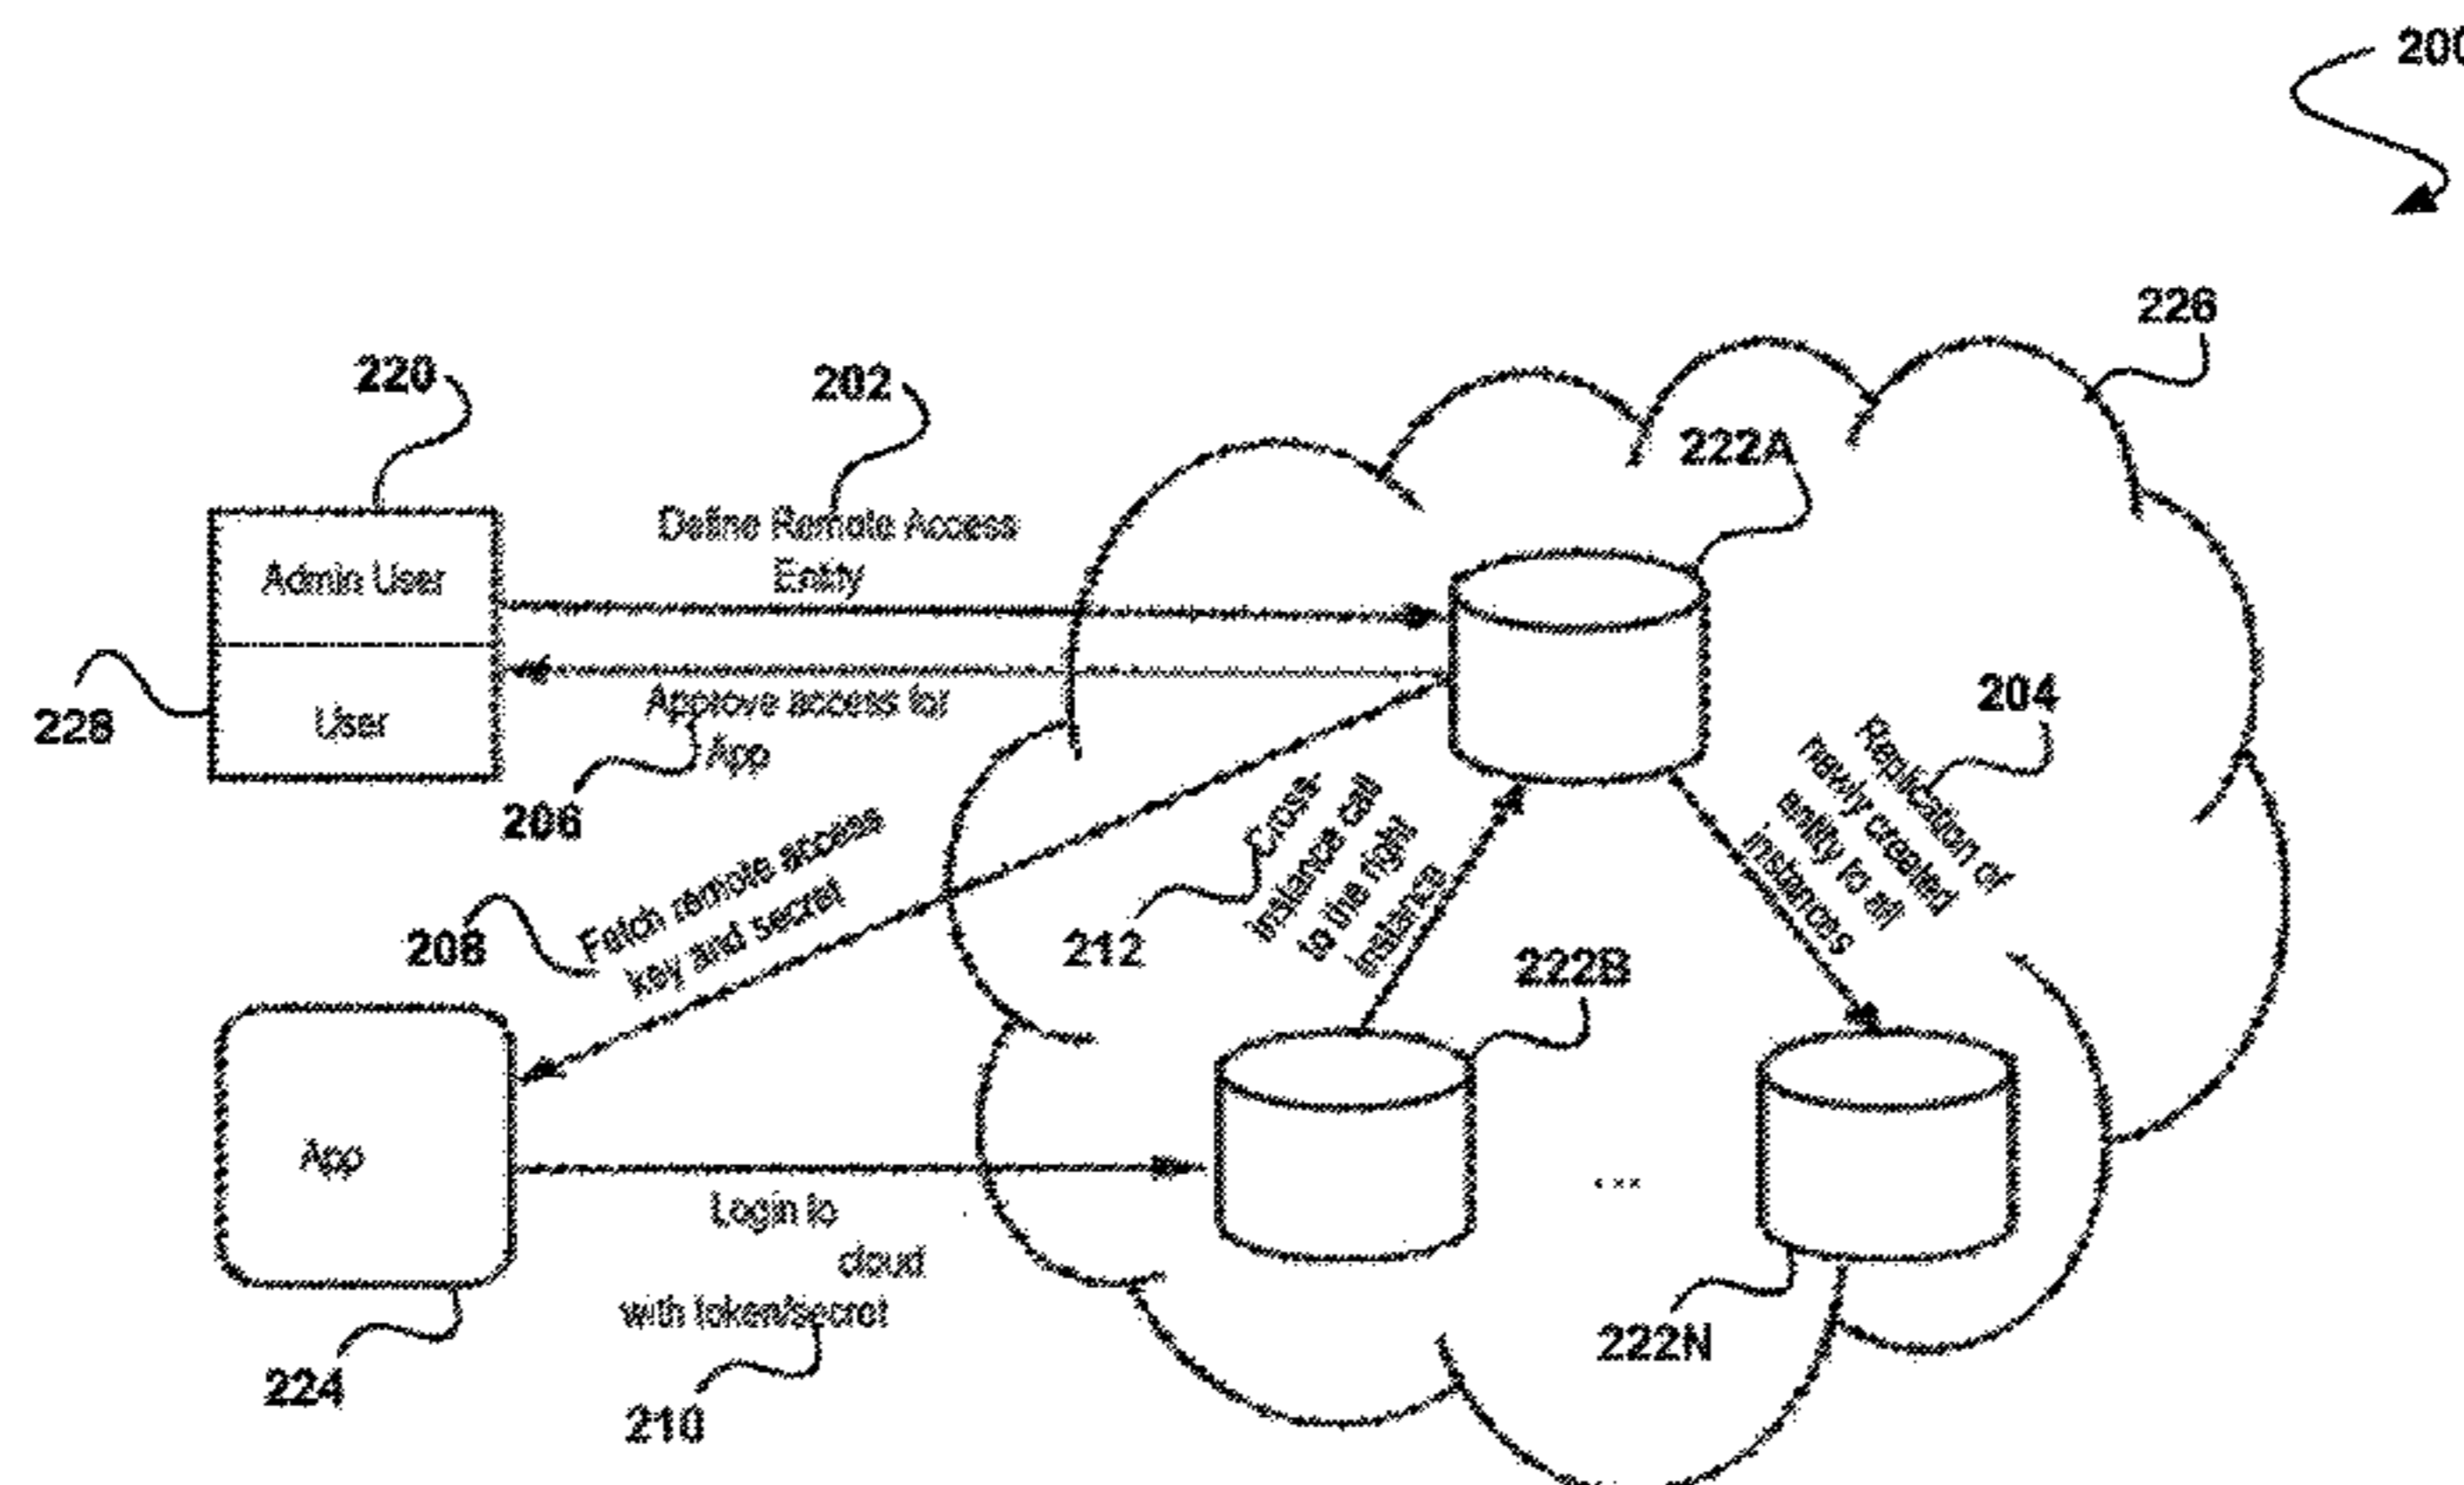 200
226
220
202
222A
Define Remote Access
Entity
Admin User
204
228
User
Approve access for
App
206
Replication of
newly created
entity to all
instances
Cross-
instance call
to the right
instance
212
208
Fetch remote access
key and secret
222B
App
...
Login to
cloud
with token/secret
222N
224
210